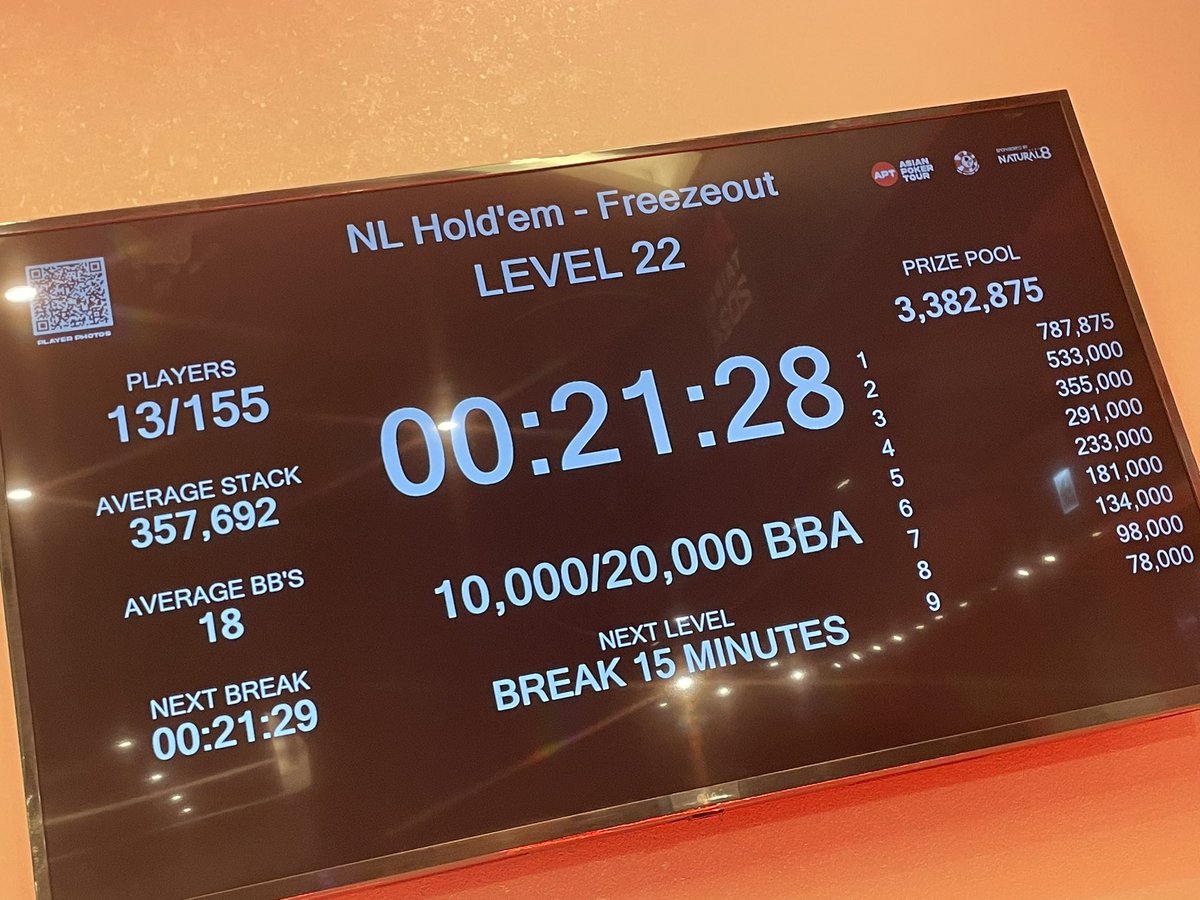 NL Hold'em - Freezeout
LEVEL 22
APT
ASIAN
POKER
TOUR
SPONSORED BY
NATURAL8
PLAYER PHOTOS
PLAYERS
13/155
AVERAGE STACK
357,692
AVERAGE BB'S
18
NEXT BREAK
00:21:29
00:21:28
10,000/20,000 BBA
NEXT LEVEL
BREAK 15 MINUTES
PRIZE POOL
3,382,875
1 787,875
2 533,000
3 355,000
4 291,000
5 233,000
6 181,000
7 134,000
8 98,000
9 78,000